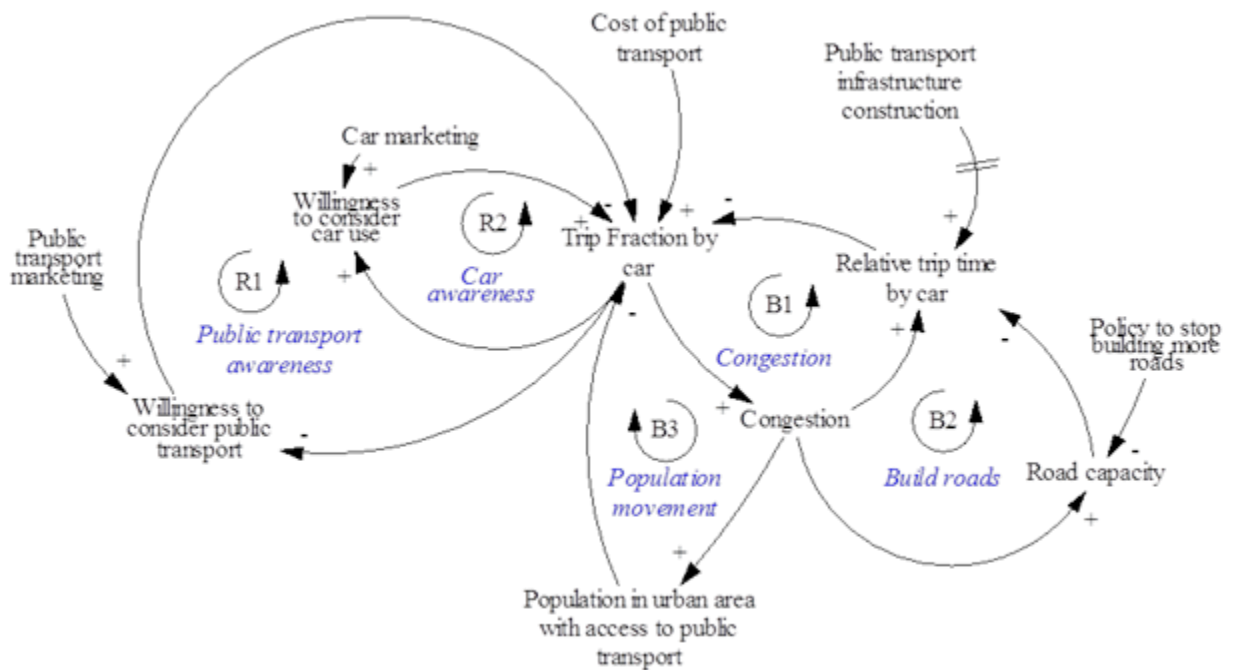 Cost of public
transport
Public transport
infrastructure
construction
Car marketing
+
Willingness
to consider
car use
+
R2
Car
awareness
-
+
+
-
Trip Fraction by
car
-
+
Relative trip time
by car
+
-
Public
transport
marketing
+
R1
Public transport
awareness
B1
Congestion
Policy to stop
building more
roads
-
Willingness to
consider public
transport
-
+
Congestion
B3
Population
movement
B2
Build roads
Road capacity
+
+
Population in urban area
with access to public
transport